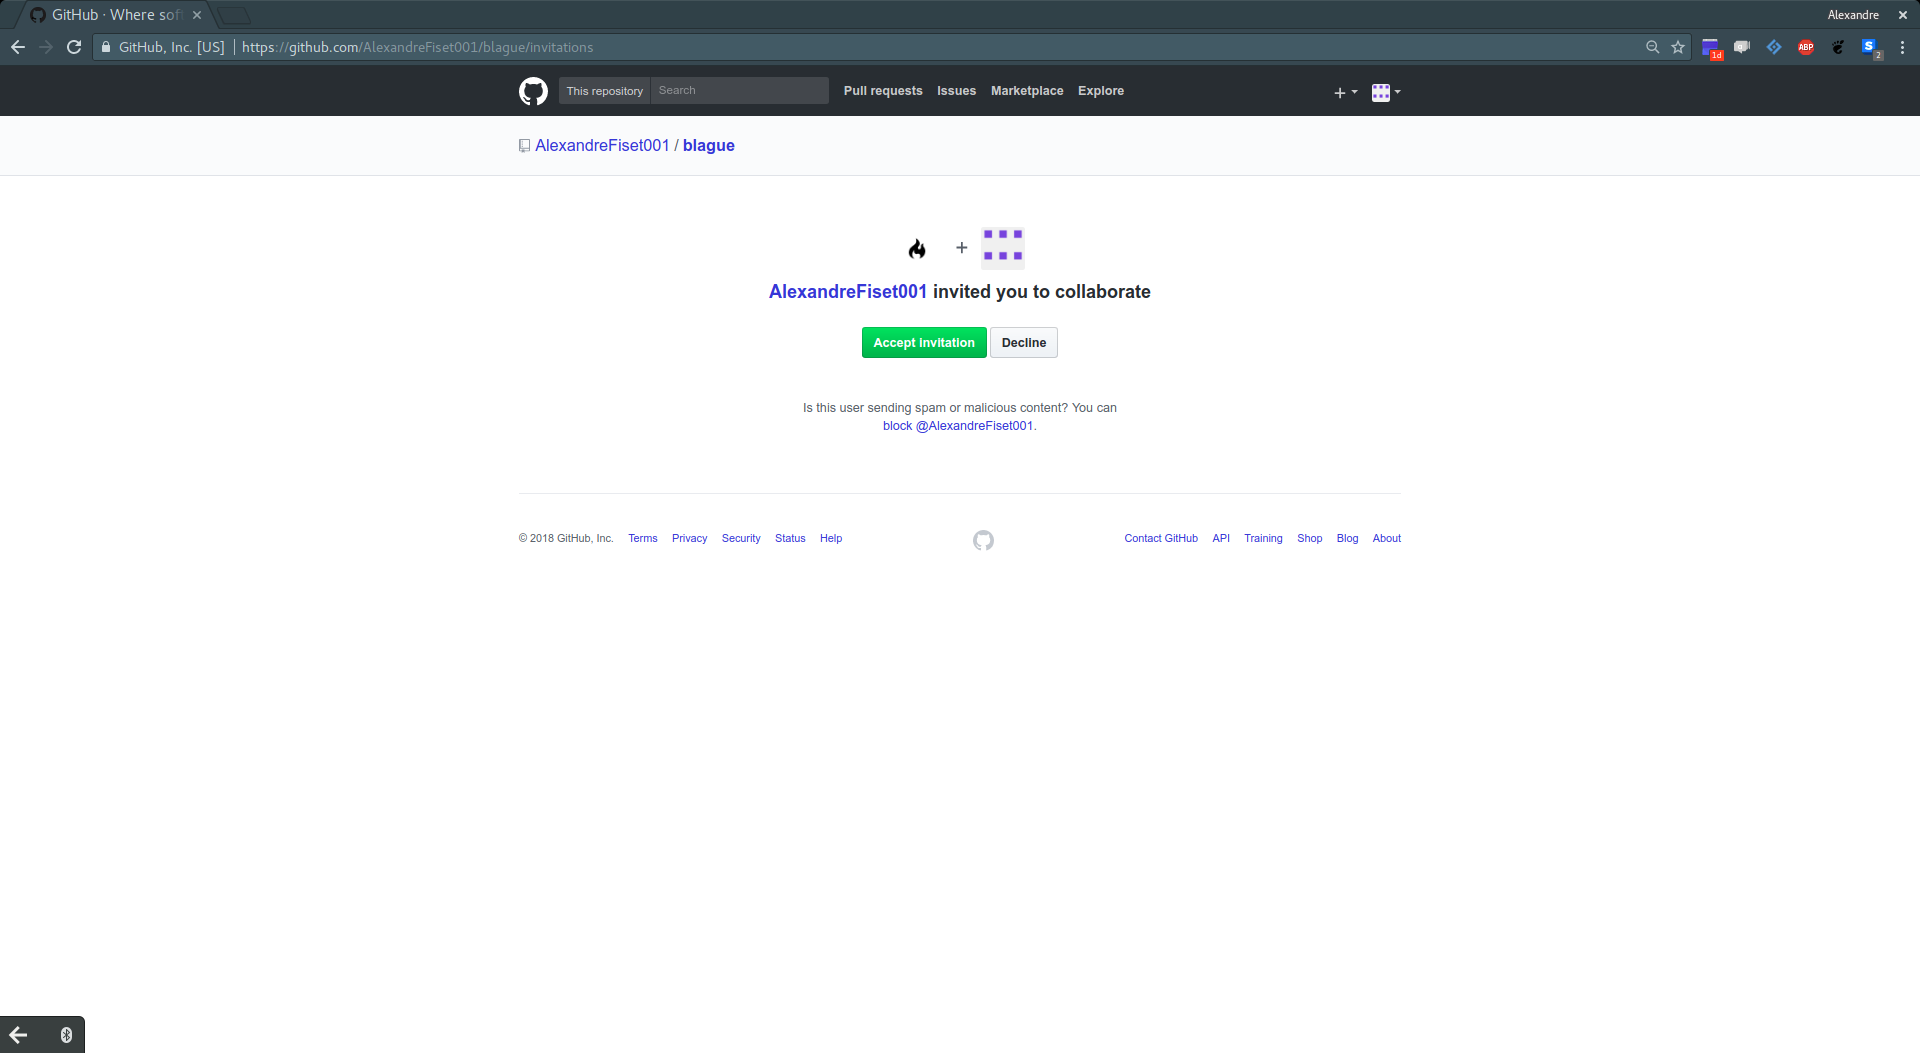 GitHub · Where sof
Alexandre
GitHub, Inc. [US] https://github.com/AlexandreFiset001/blague/invitations
1d
ABP
S
2
This repository Search Pull requests Issues Marketplace Explore
AlexandreFiset001 / blague
+
AlexandreFiset001 invited you to collaborate
Accept invitation Decline
Is this user sending spam or malicious content? You can
block @AlexandreFiset001.
© 2018 GitHub, Inc. Terms Privacy Security Status Help Contact GitHub API Training Shop Blog About